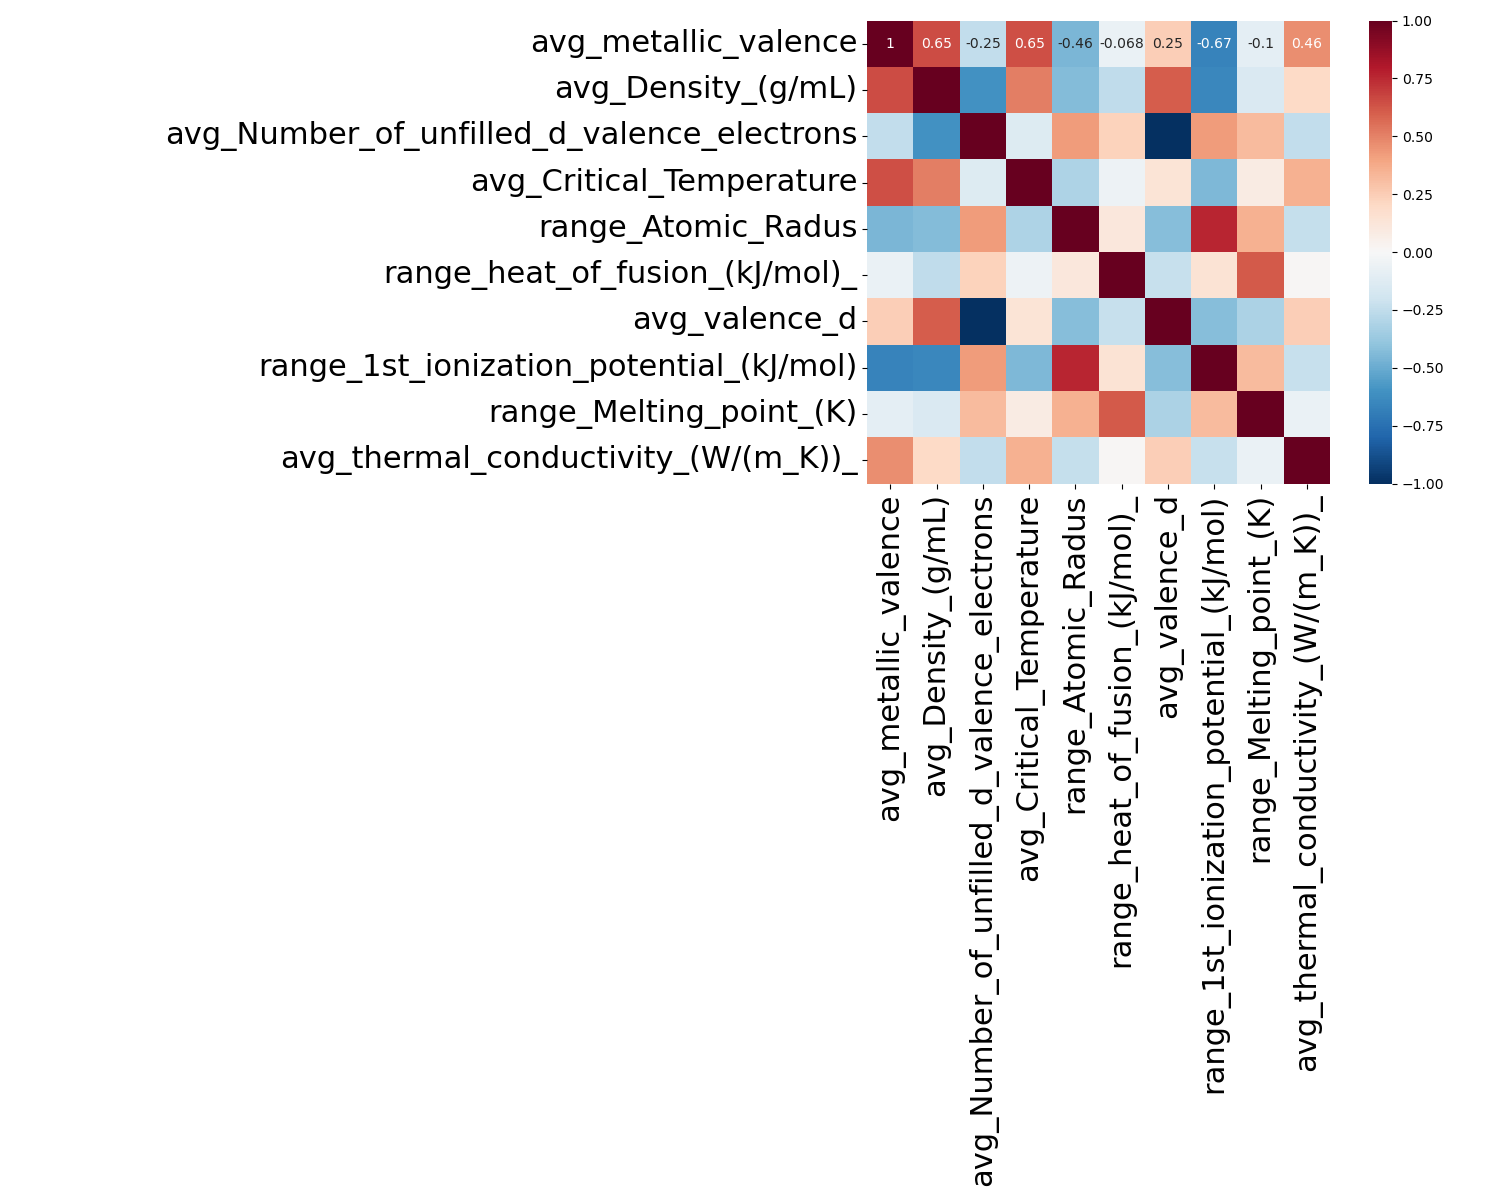 avg_metallic_valence
1 0.65 -0.25 0.65 -0.46 -0.068 0.25 -0.67 -0.1 0.46
avg_Density_(g/mL)
avg_Number_of_unfilled_d_valence_electrons
avg_Critical_Temperature
range_Atomic_Radus
range_heat_of_fusion_(kJ/mol)_
avg_valence_d
range_1st_ionization_potential_(kJ/mol)
range_Melting_point_(K)
avg_thermal_conductivity_(W/(m_K))_
avg_metallic_valence
avg_Density_(g/mL)
avg_Number_of_unfilled_d_valence_electrons
avg_Critical_Temperature
range_Atomic_Radus
range_heat_of_fusion_(kJ/mol)_
avg_valence_d
range_1st_ionization_potential_(kJ/mol)
range_Melting_point_(K)
avg_thermal_conductivity_(W/(m_K))_
1.00
0.75
0.50
0.25
0.00
−0.25
−0.50
−0.75
−1.00